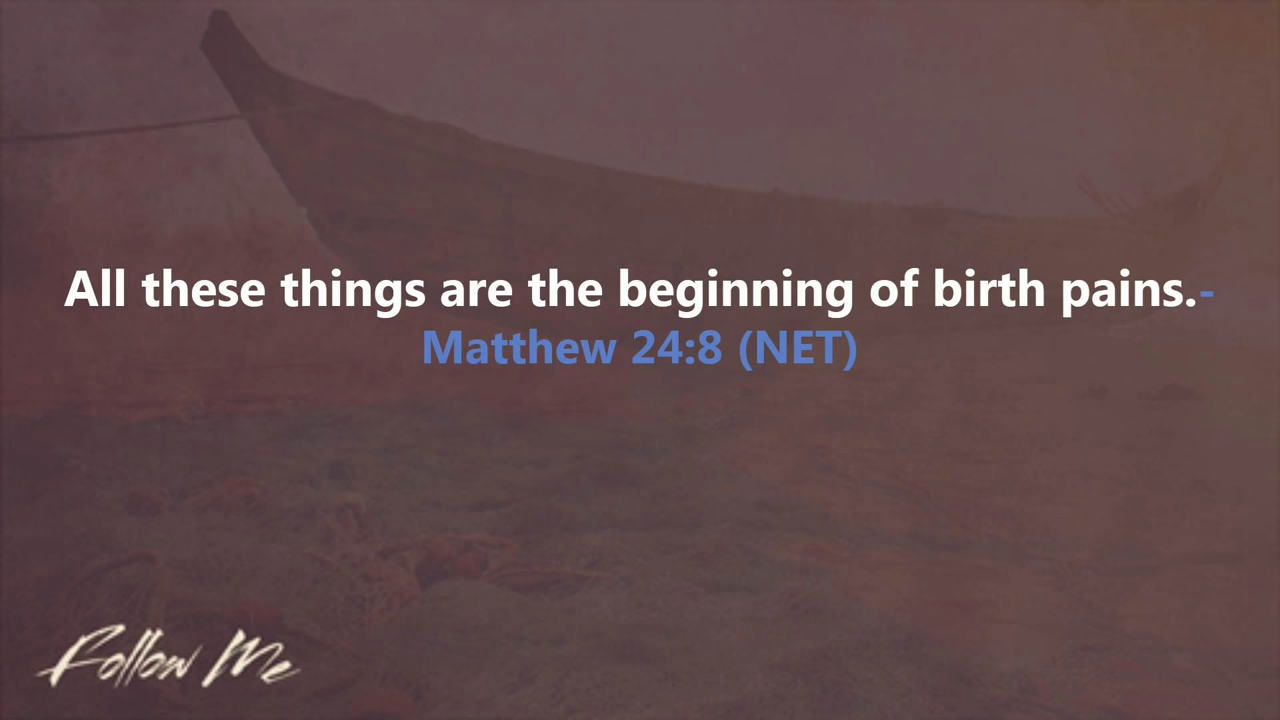 All these things are the beginning of birth pains.-
Matthew 24:8 (NET)
Follow Me